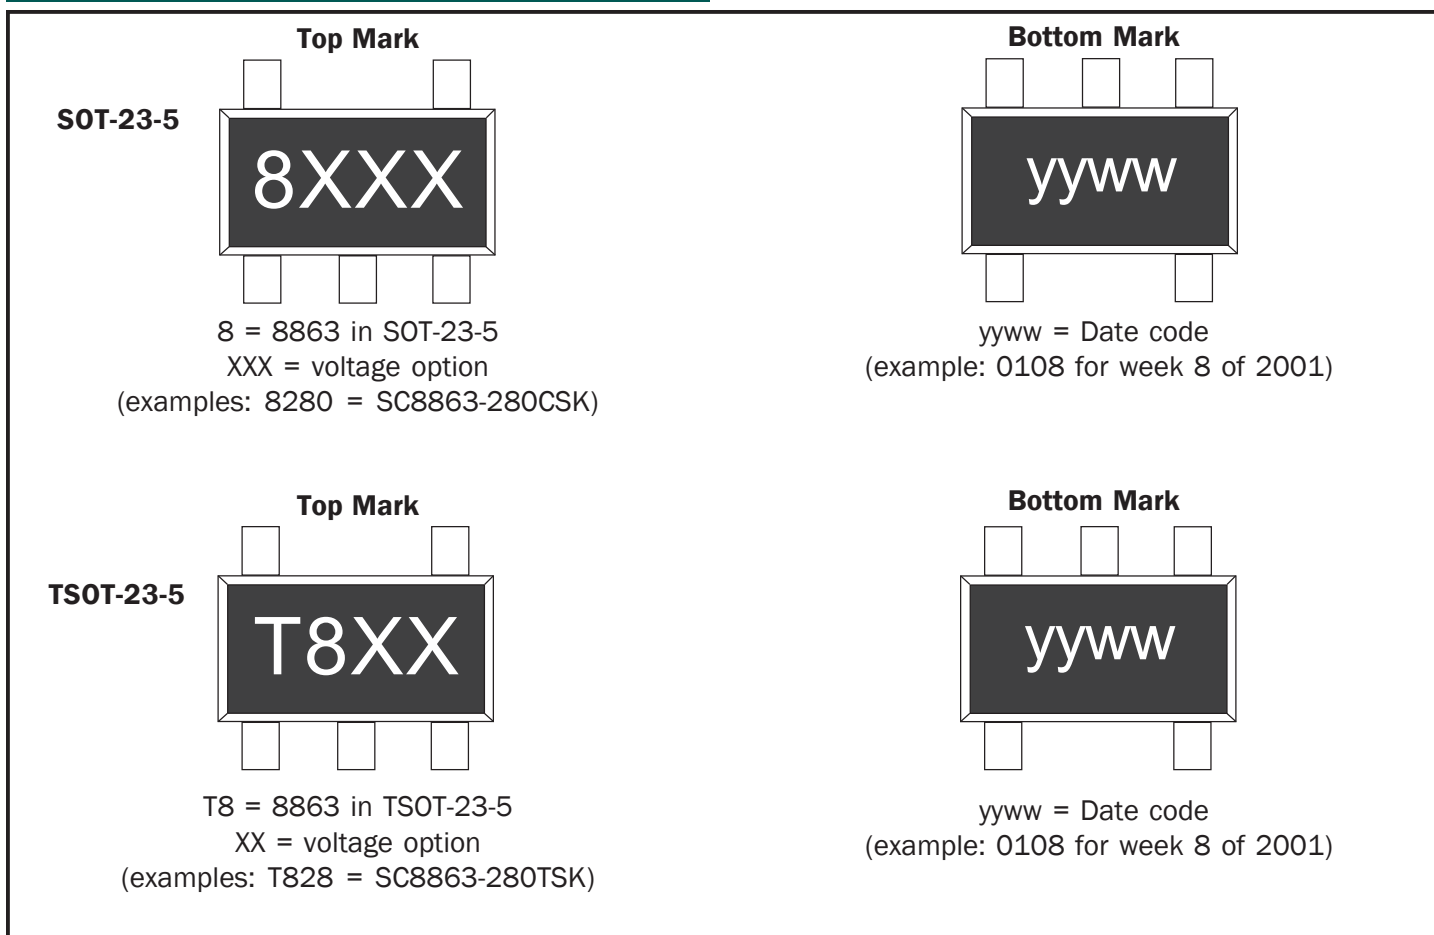 Top Mark
SOT-23-5
8XXX
8 = 8863 in SOT-23-5
XXX = voltage option
(examples: 8280 = SC8863-280CSK)
Bottom Mark
yyww
yyww = Date code
(example: 0108 for week 8 of 2001)
Top Mark
TSOT-23-5
T8XX
T8 = 8863 in TSOT-23-5
XX = voltage option
(examples: T828 = SC8863-280TSK)
Bottom Mark
yyww
yyww = Date code
(example: 0108 for week 8 of 2001)